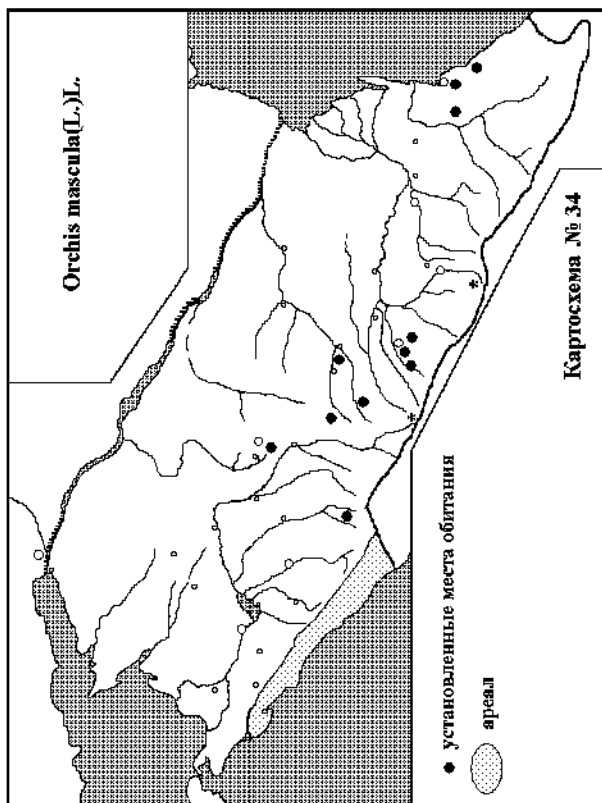 Orchis mascula(L.)L.
Картосхема № 34
установленные места обитания
ареал